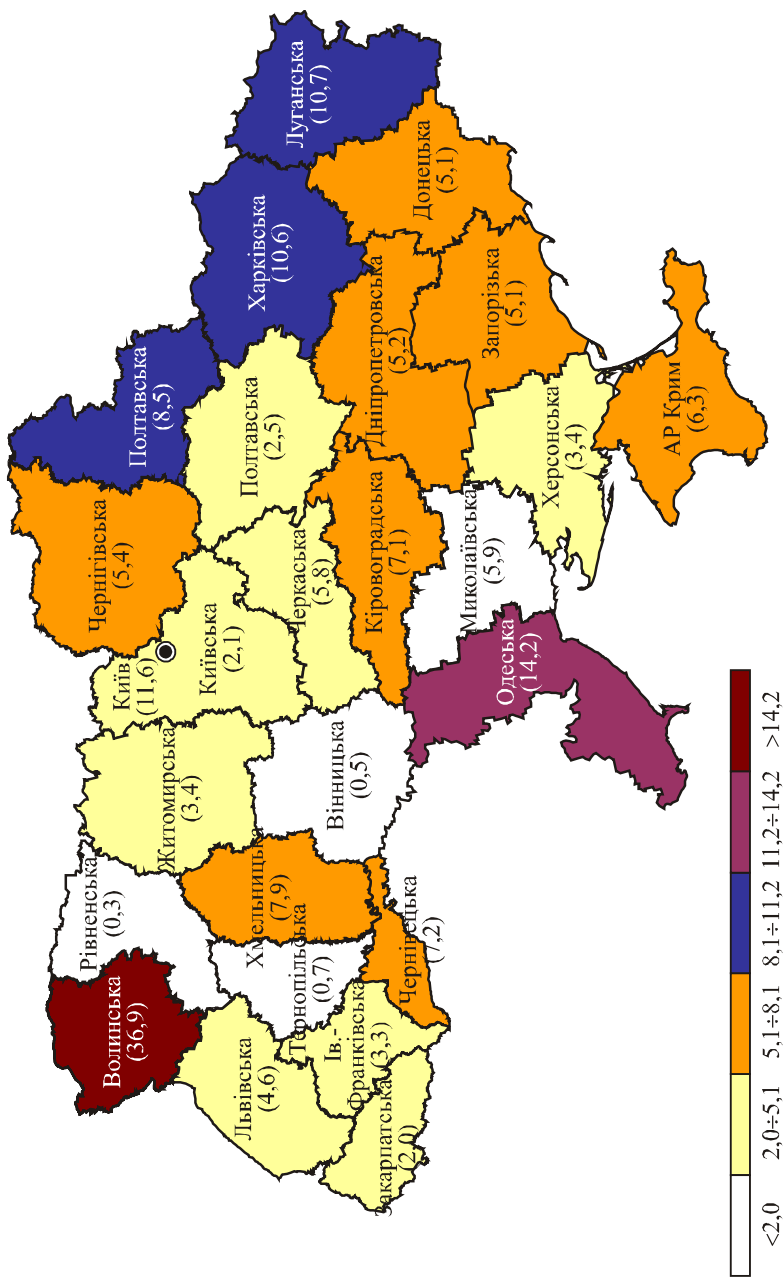 Волинська
(36,9)
Рівненська
(0,3)
Житомирська
(3,4)
Київ
(11,6)
Київська
(2,1)
Чернігівська
(5,4)
Полтавська
(8,5)
Полтавська
(2,5)
Харківська
(10,6)
Луганська
(10,7)
Львівська
(4,6)
Тернопільська
(0,7)
Хмельницька
(7,9)
Вінницька
(0,5)
Черкаська
(5,8)
Кіровоградська
(7,1)
Дніпропетровська
(5,2)
Донецька
(5,1)
Закарпатська
(2,0)
Ів.-
Франківська
(3,3)
Чернівецька
(7,2)
Одеська
(14,2)
Миколаївська
(5,9)
Херсонська
(3,4)
Запорізька
(5,1)
АР Крим
(6,3)
<2,0 2,0÷5,1 5,1÷8,1 8,1÷11,2 11,2÷14,2 >14,2